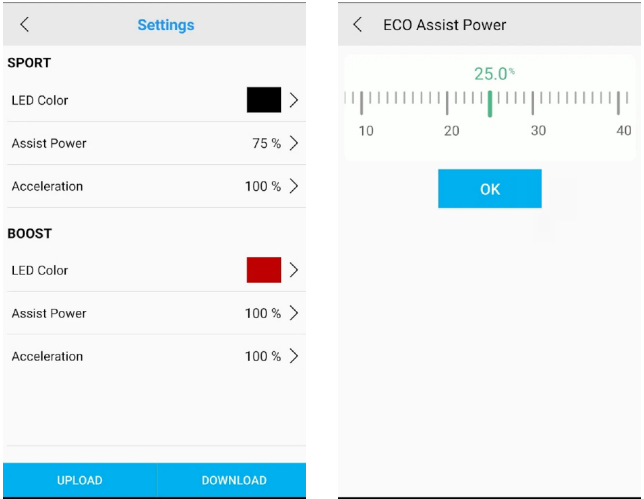 Settings
SPORT
LED Color
Assist Power 75 %
Acceleration 100 %
BOOST
LED Color
Assist Power 100 %
Acceleration 100 %
UPLOAD DOWNLOAD
ECO Assist Power
25.0%
10 20 30 40
OK